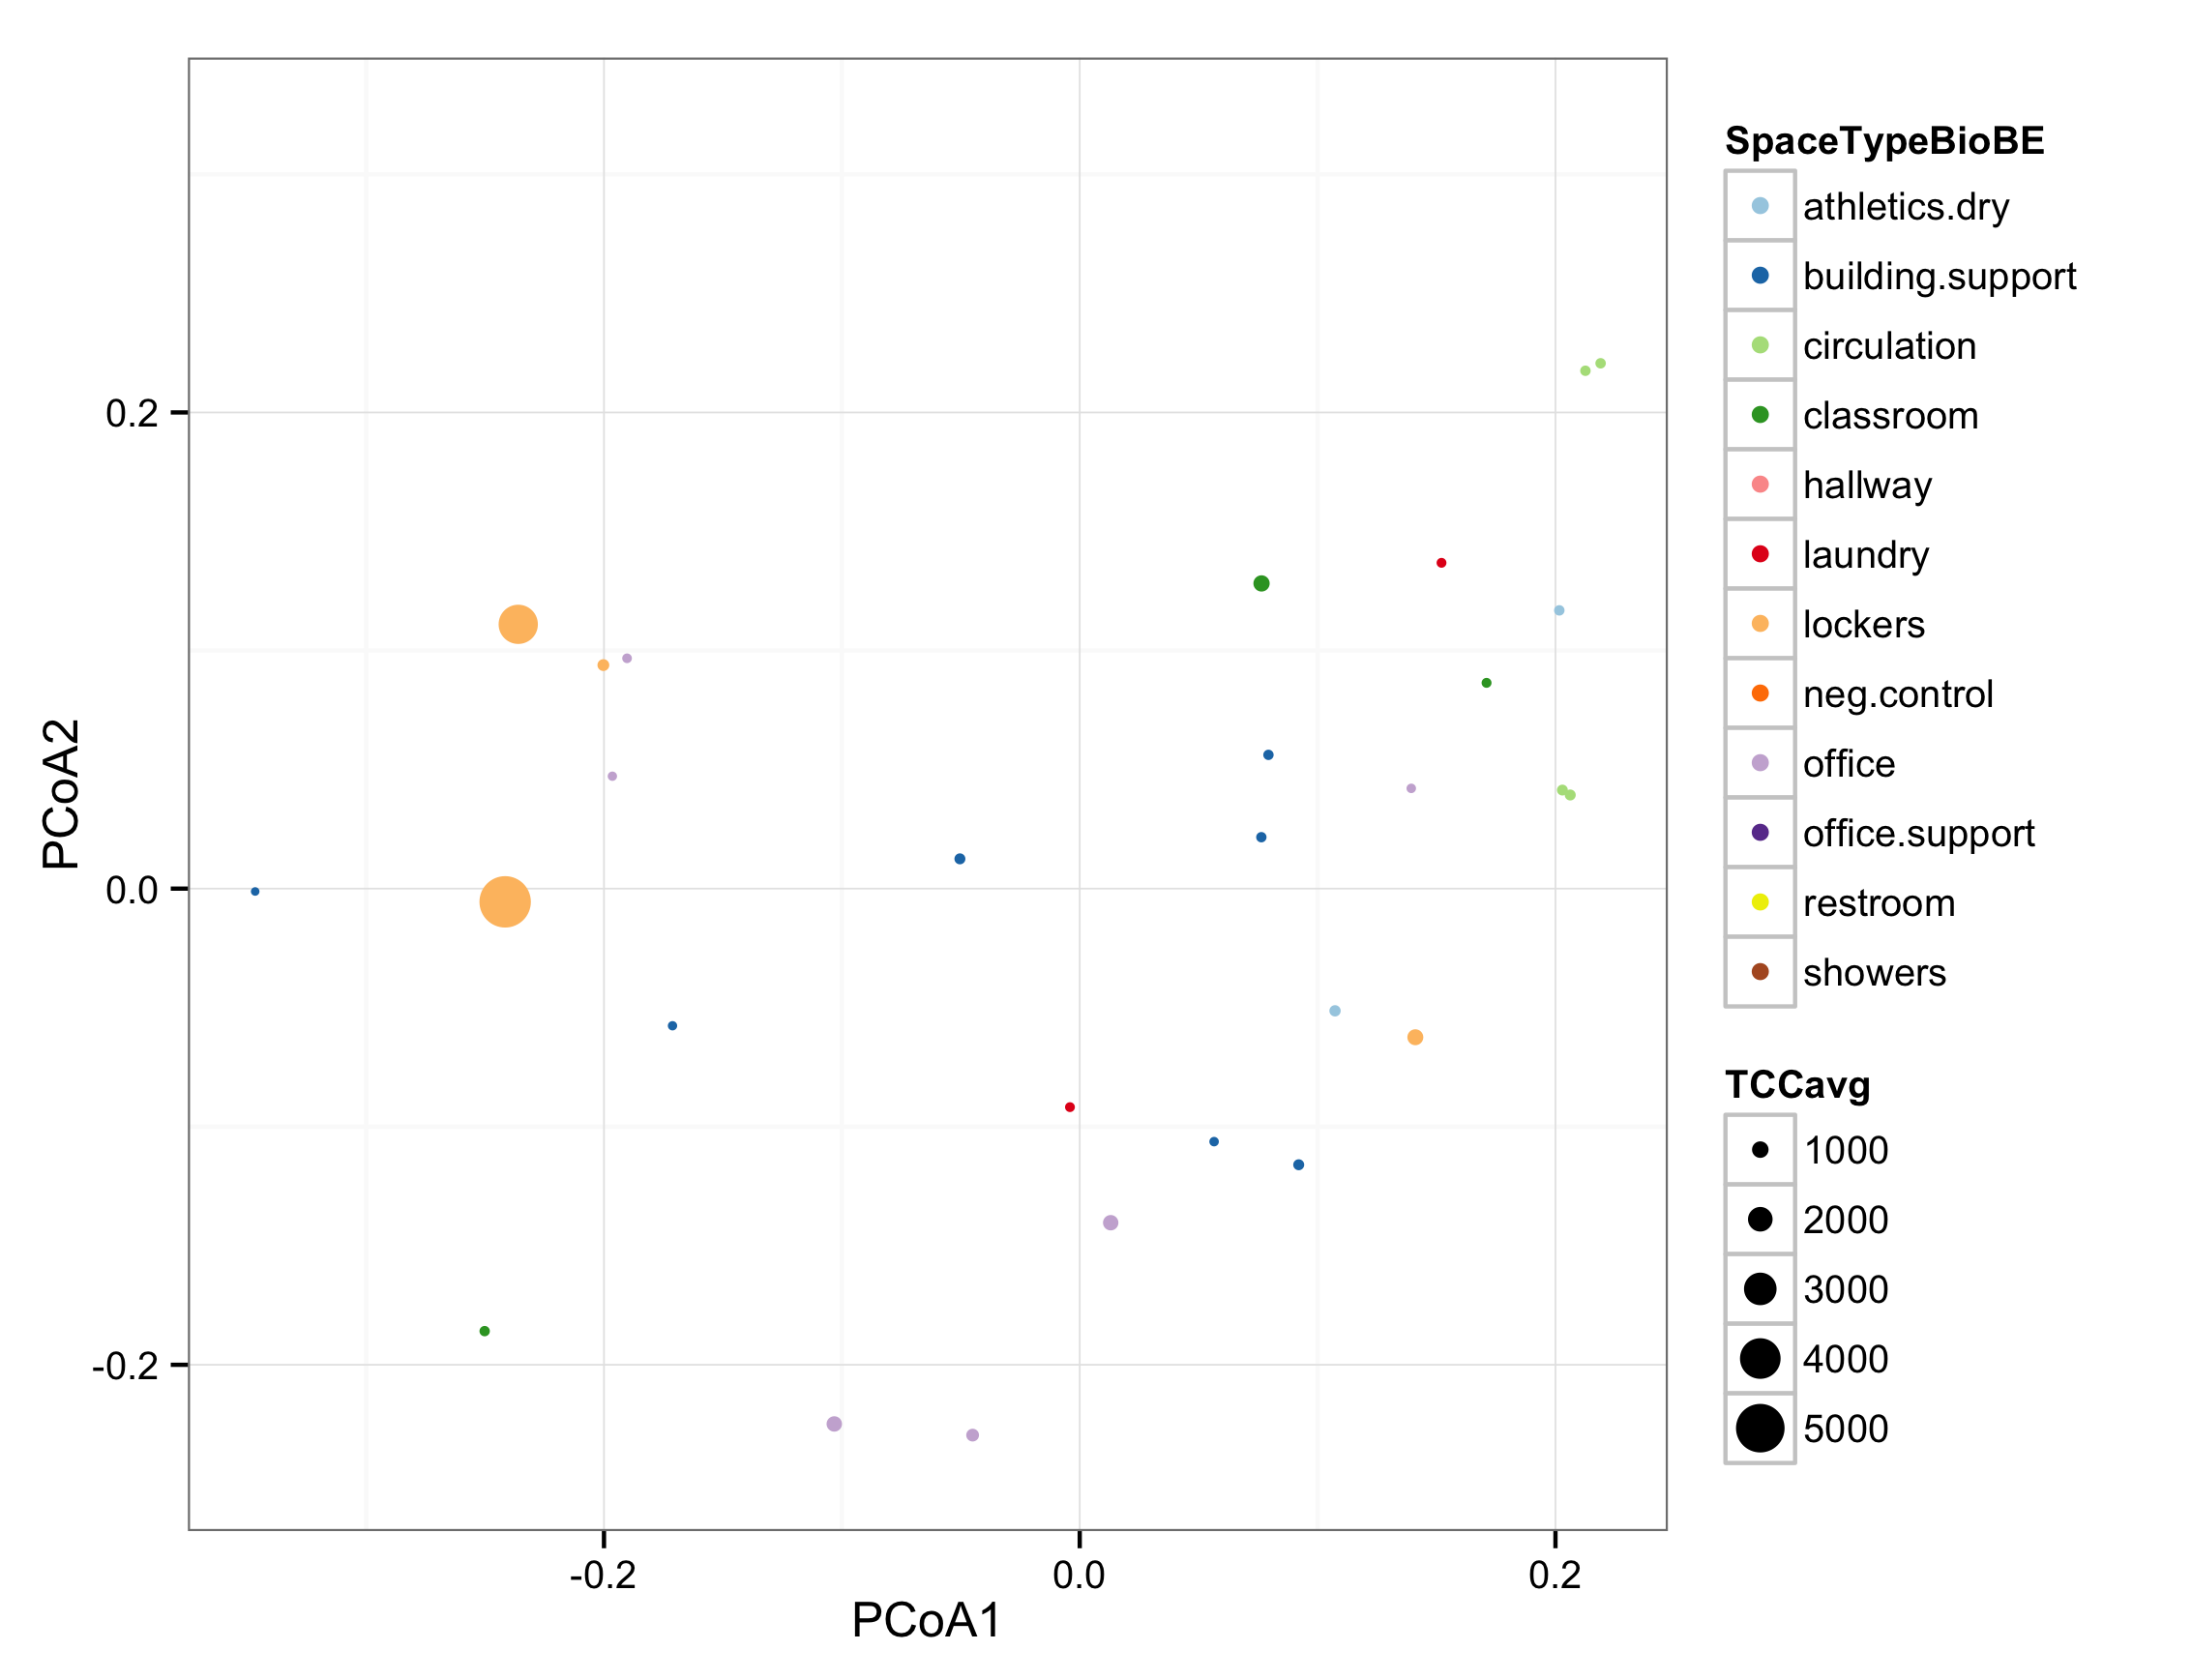 SpaceTypeBioBE
athletics.dry
building.support
circulation
classroom
hallway
laundry
lockers
neg.control
office
office.support
restroom
showers
TCCavg
1000
2000
3000
4000
5000
PCoA2
0.2
0.0
-0.2
-0.2 0.0 0.2
PCoA1